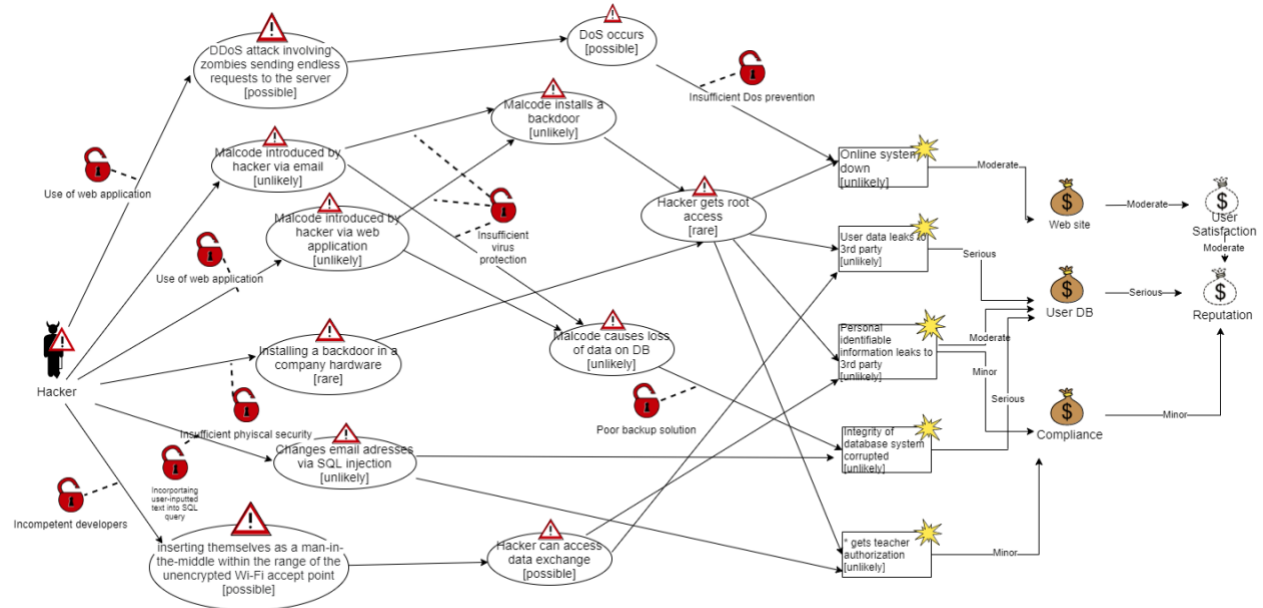 DDoS attack involving
zombies sending endless
requests to the server
[possible]
DoS occurs
[possible]
Insufficient Dos prevention
Use of web application
Malcode introduced by
hacker via email
[unlikely]
Malcode installs a
backdoor
[unlikely]
Malcode introduced by
hacker via web
application
[unlikely]
Use of web application
Insufficient
virus
protection
Hacker gets root
access
[rare]
Online system
down
[unlikely]
Moderate
Web site
Moderate
User
Satisfaction
Moderate
User data leaks to
3rd party
[unlikely]
Serious
User DB
Serious
Reputation
Hacker
Installing a backdoor in a
company hardware
[rare]
Insufficient phyiscal security
Malcode causes loss
of data on DB
[unlikely]
Poor backup solution
Personal
identifiable
information leaks to
3rd party
[unlikely]
Moderate
Minor
Serious
Compliance
Minor
Changes email adresses
via SQL injection
[unlikely]
Incorportaing
user-inputted
text into SQL
query
Incompetent developers
Integrity of
database system
corrupted
[unlikely]
Inserting themselves as a man-in-
the-middle within the range of the
unencrypted Wi-Fi accept point
[possible]
Hacker can access
data exchange
[possible]
* gets teacher
authorization
[unlikely]
Minor